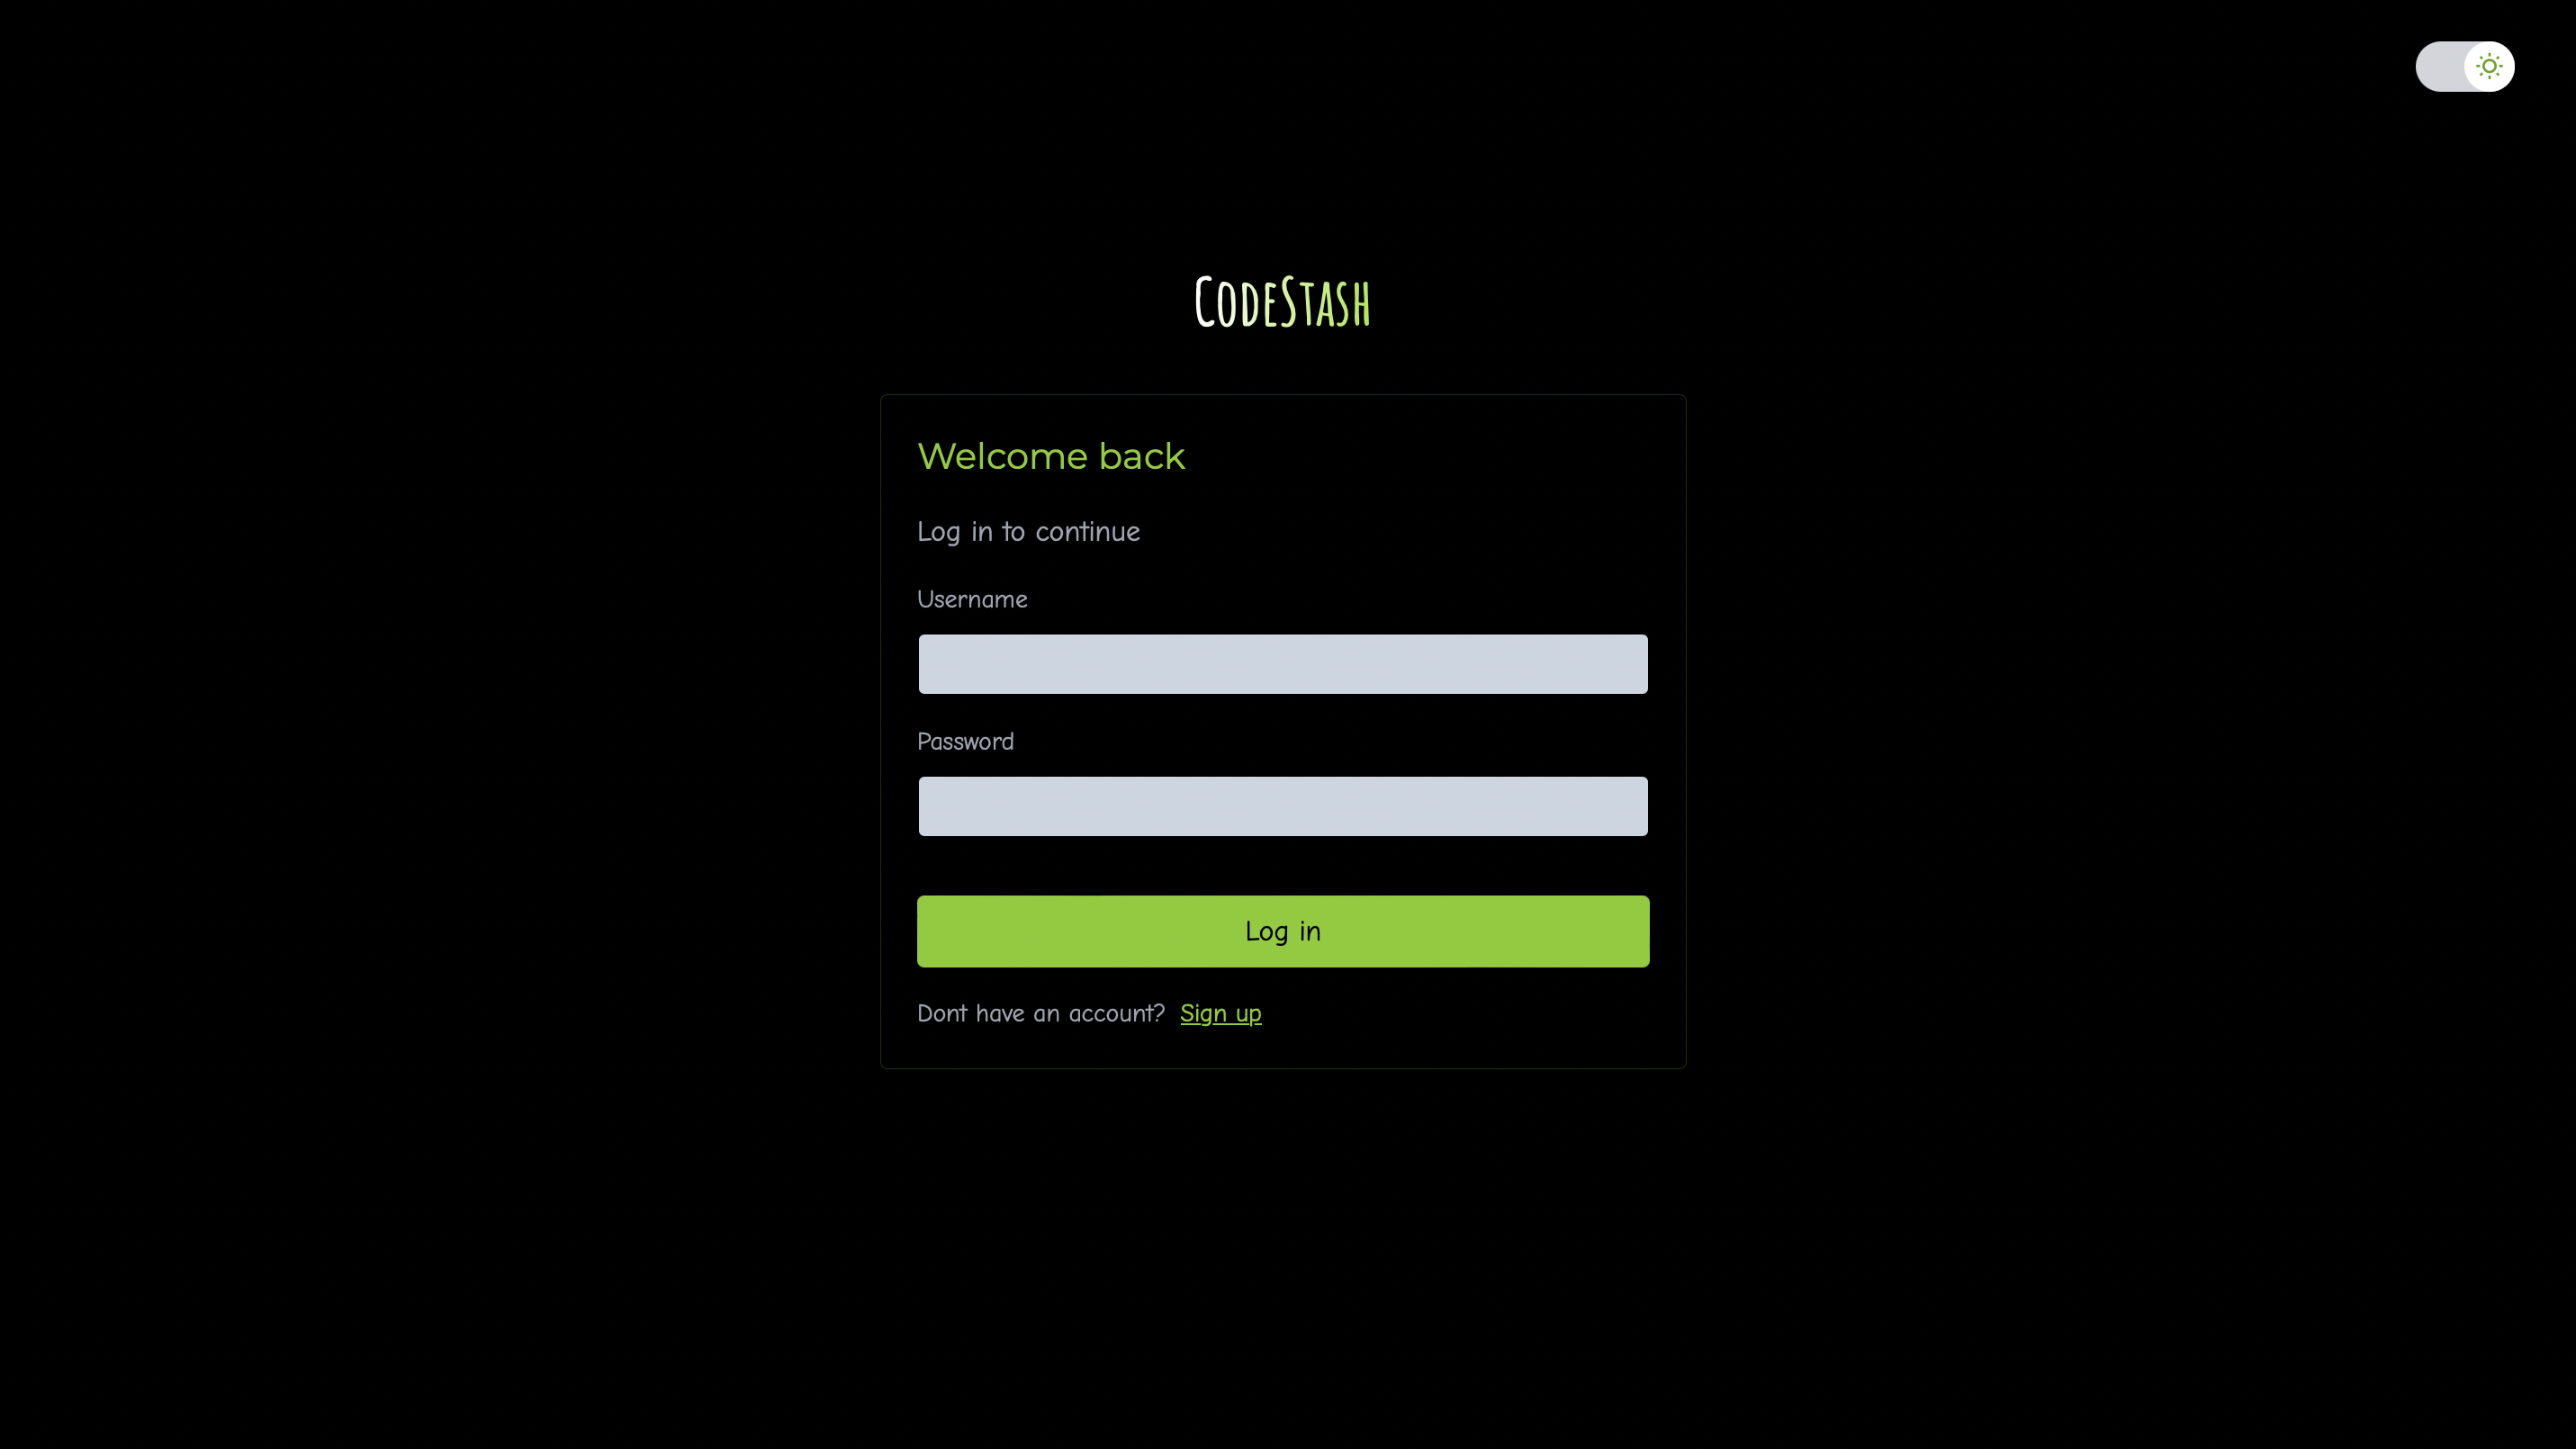 CodeStash
Welcome back
Log in to continue
Username
Password
Log in
Dont have an account? Sign up